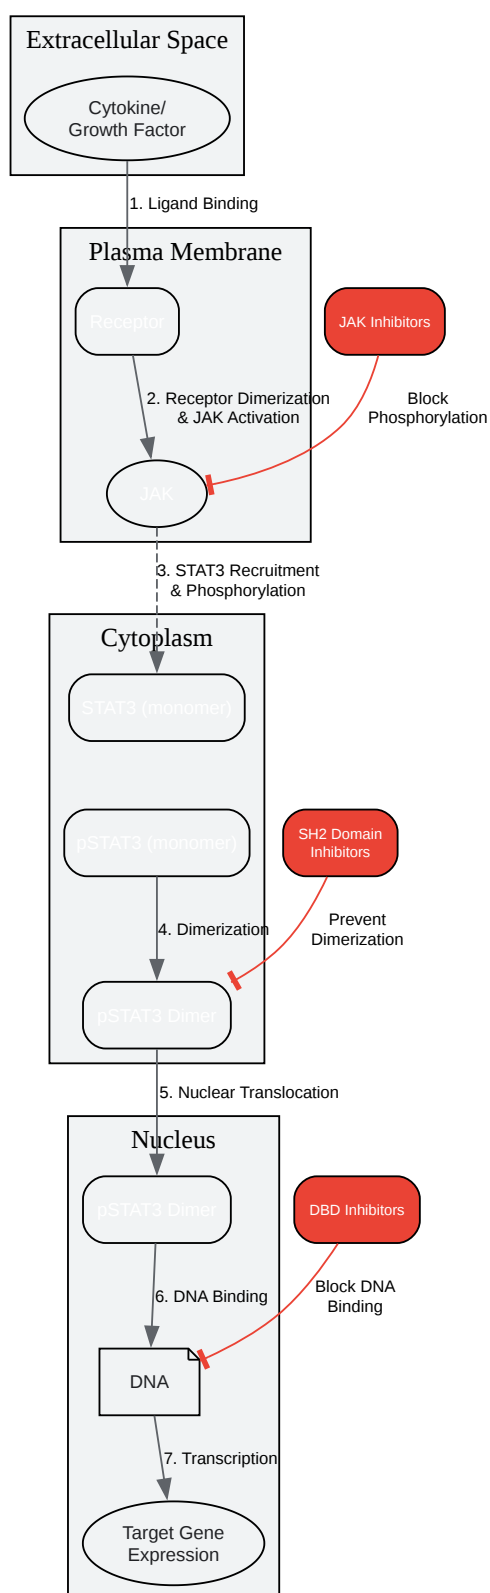 Extracellular Space
Cytokine/
Growth Factor
1. Ligand Binding
Plasma Membrane
Receptor
JAK Inhibitors
2. Receptor Dimerization
& JAK Activation
Block
Phosphorylation
JAK
3. STAT3 Recruitment
& Phosphorylation
Cytoplasm
STAT3 (monomer)
pSTAT3 (monomer)
SH2 Domain
Inhibitors
4. Dimerization
Prevent
Dimerization
pSTAT3 Dimer
5. Nuclear Translocation
Nucleus
pSTAT3 Dimer
DBD Inhibitors
6. DNA Binding
Block DNA
Binding
DNA
7. Transcription
Target Gene
Expression